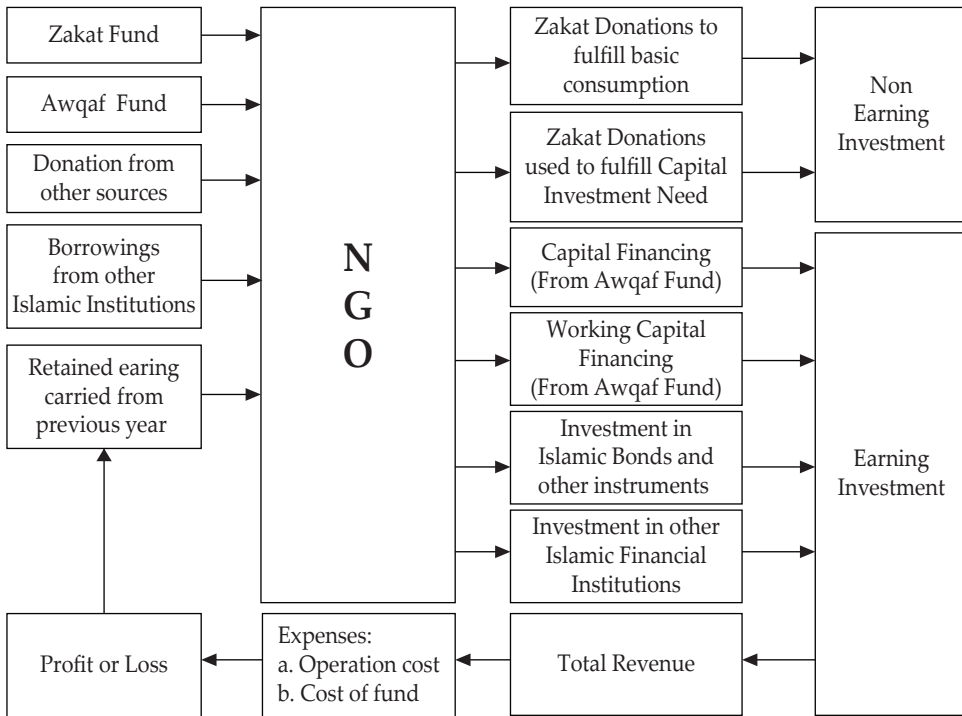 Zakat Fund
Awqaf Fund
Donation from
other sources
Borrowings
from other
Islamic Institutions
Retained earing
carried from
previous year
N
G
O
Zakat Donations to
fulfill basic
consumption
Zakat Donations
used to fulfill Capital
Investment Need
Capital Financing
(From Awqaf Fund)
Working Capital
Financing
(From Awqaf Fund)
Investment in
Islamic Bonds and
other instruments
Investment in other
Islamic Financial
Institutions
Non
Earning
Investment
Earning
Investment
Profit or Loss
Expenses:
a. Operation cost
b. Cost of fund
Total Revenue